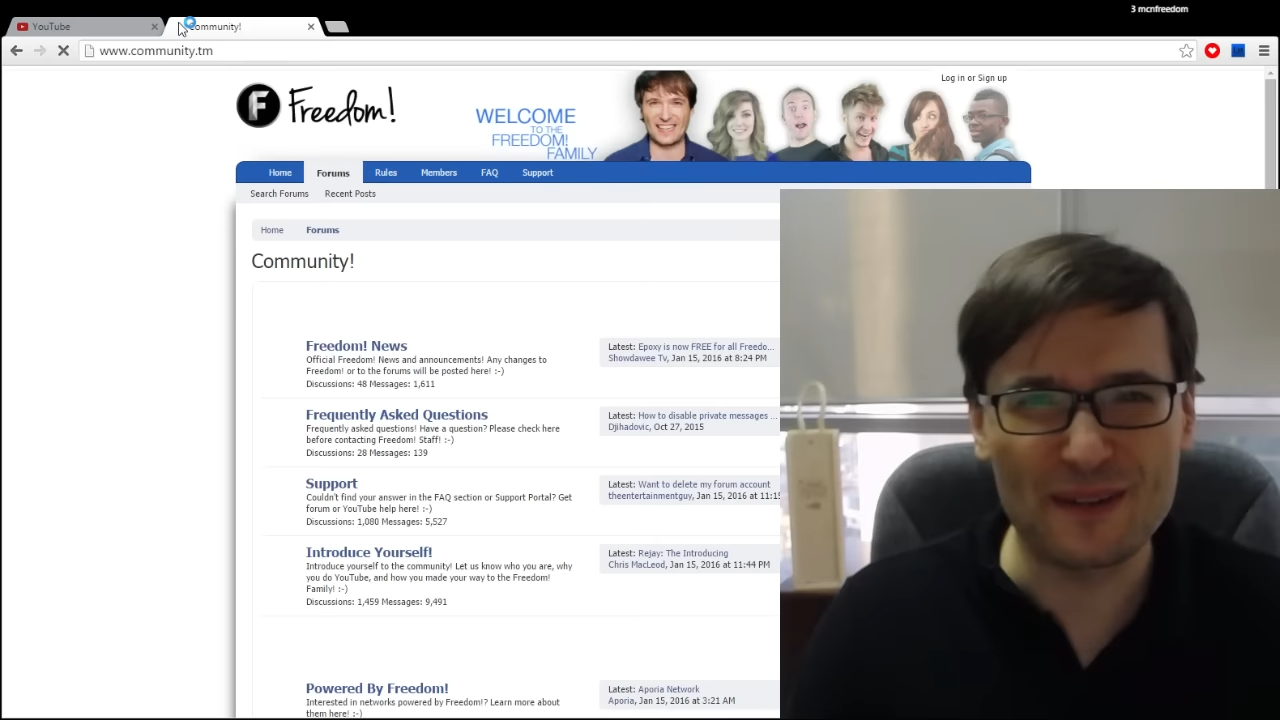 3 mcnfreedom
YouTube
Community!
www.community.tm
Log in or Sign up
F Freedom!
WELCOME
TO THE
FREEDOM!
FAMILY
Home Forums Rules Members FAQ Support
Search Forums Recent Posts
Home Forums
Community!
Freedom! News
Official Freedom! News and announcements! Any changes to
Freedom! or to the forums will be posted here! :-)
Discussions: 48 Messages: 1,611
Latest: Epoxy is now FREE for all Freedo...
Showdawee Tv, Jan 15, 2016 at 8:24 PM
Frequently Asked Questions
Frequently asked questions! Have a question? Please check here
before contacting Freedom! Staff! :-)
Discussions: 28 Messages: 139
Latest: How to disable private messages ...
Djihadovic, Oct 27, 2015
Support
Couldn't find your answer in the FAQ section or Support Portal? Get
forum or YouTube help here! :-)
Discussions: 1,080 Messages: 5,527
Latest: Want to delete my forum account
theentertainmentguy, Jan 15, 2016 at 11:15
Introduce Yourself!
Introduce yourself to the community! Let us know who you are, why
you do YouTube, and how you made your way to the Freedom!
Family! :-)
Discussions: 1,459 Messages: 9,491
Latest: Rejay: The Introducing
Chris MacLeod, Jan 15, 2016 at 11:44 PM
Powered By Freedom!
Interested in networks powered by Freedom!? Learn more about
them here! :-)
Latest: Aporia Network
Aporia, Jan 15, 2016 at 3:21 AM